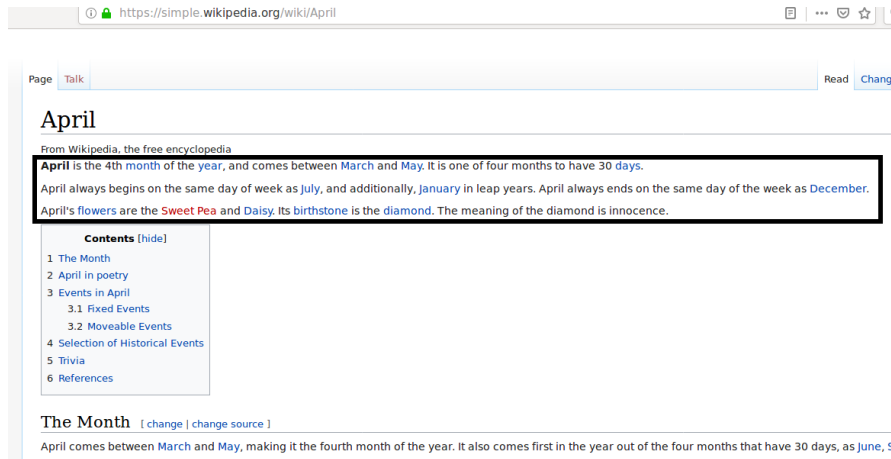 https://simple.wikipedia.org/wiki/April
Page Talk Read
April
From Wikipedia, the free encyclopedia
April is the 4th month of the year, and comes between March and May. It is one of four months to have 30 days.
April always begins on the same day of week as July, and additionally, January in leap years. April always ends on the same day of the week as December.
April's flowers are the Sweet Pea and Daisy. Its birthstone is the diamond. The meaning of the diamond is innocence.
Contents [hide]
1 The Month
2 April in poetry
3 Events in April
3.1 Fixed Events
3.2 Moveable Events
4 Selection of Historical Events
5 Trivia
6 References
The Month [ change | change source ]
April comes between March and May, making it the fourth month of the year. It also comes first in the year out of the four months that have 30 days, as June,